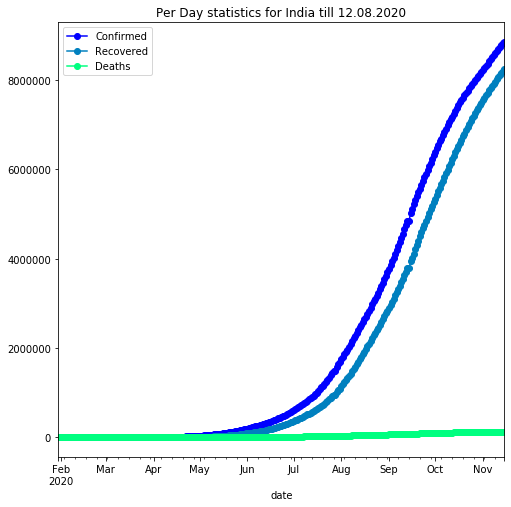 Per Day statistics for India till 12.08.2020
Confirmed
Recovered
Deaths
8000000
6000000
4000000
2000000
0
Feb Mar Apr May Jun Jul Aug Sep Oct Nov
2020
date